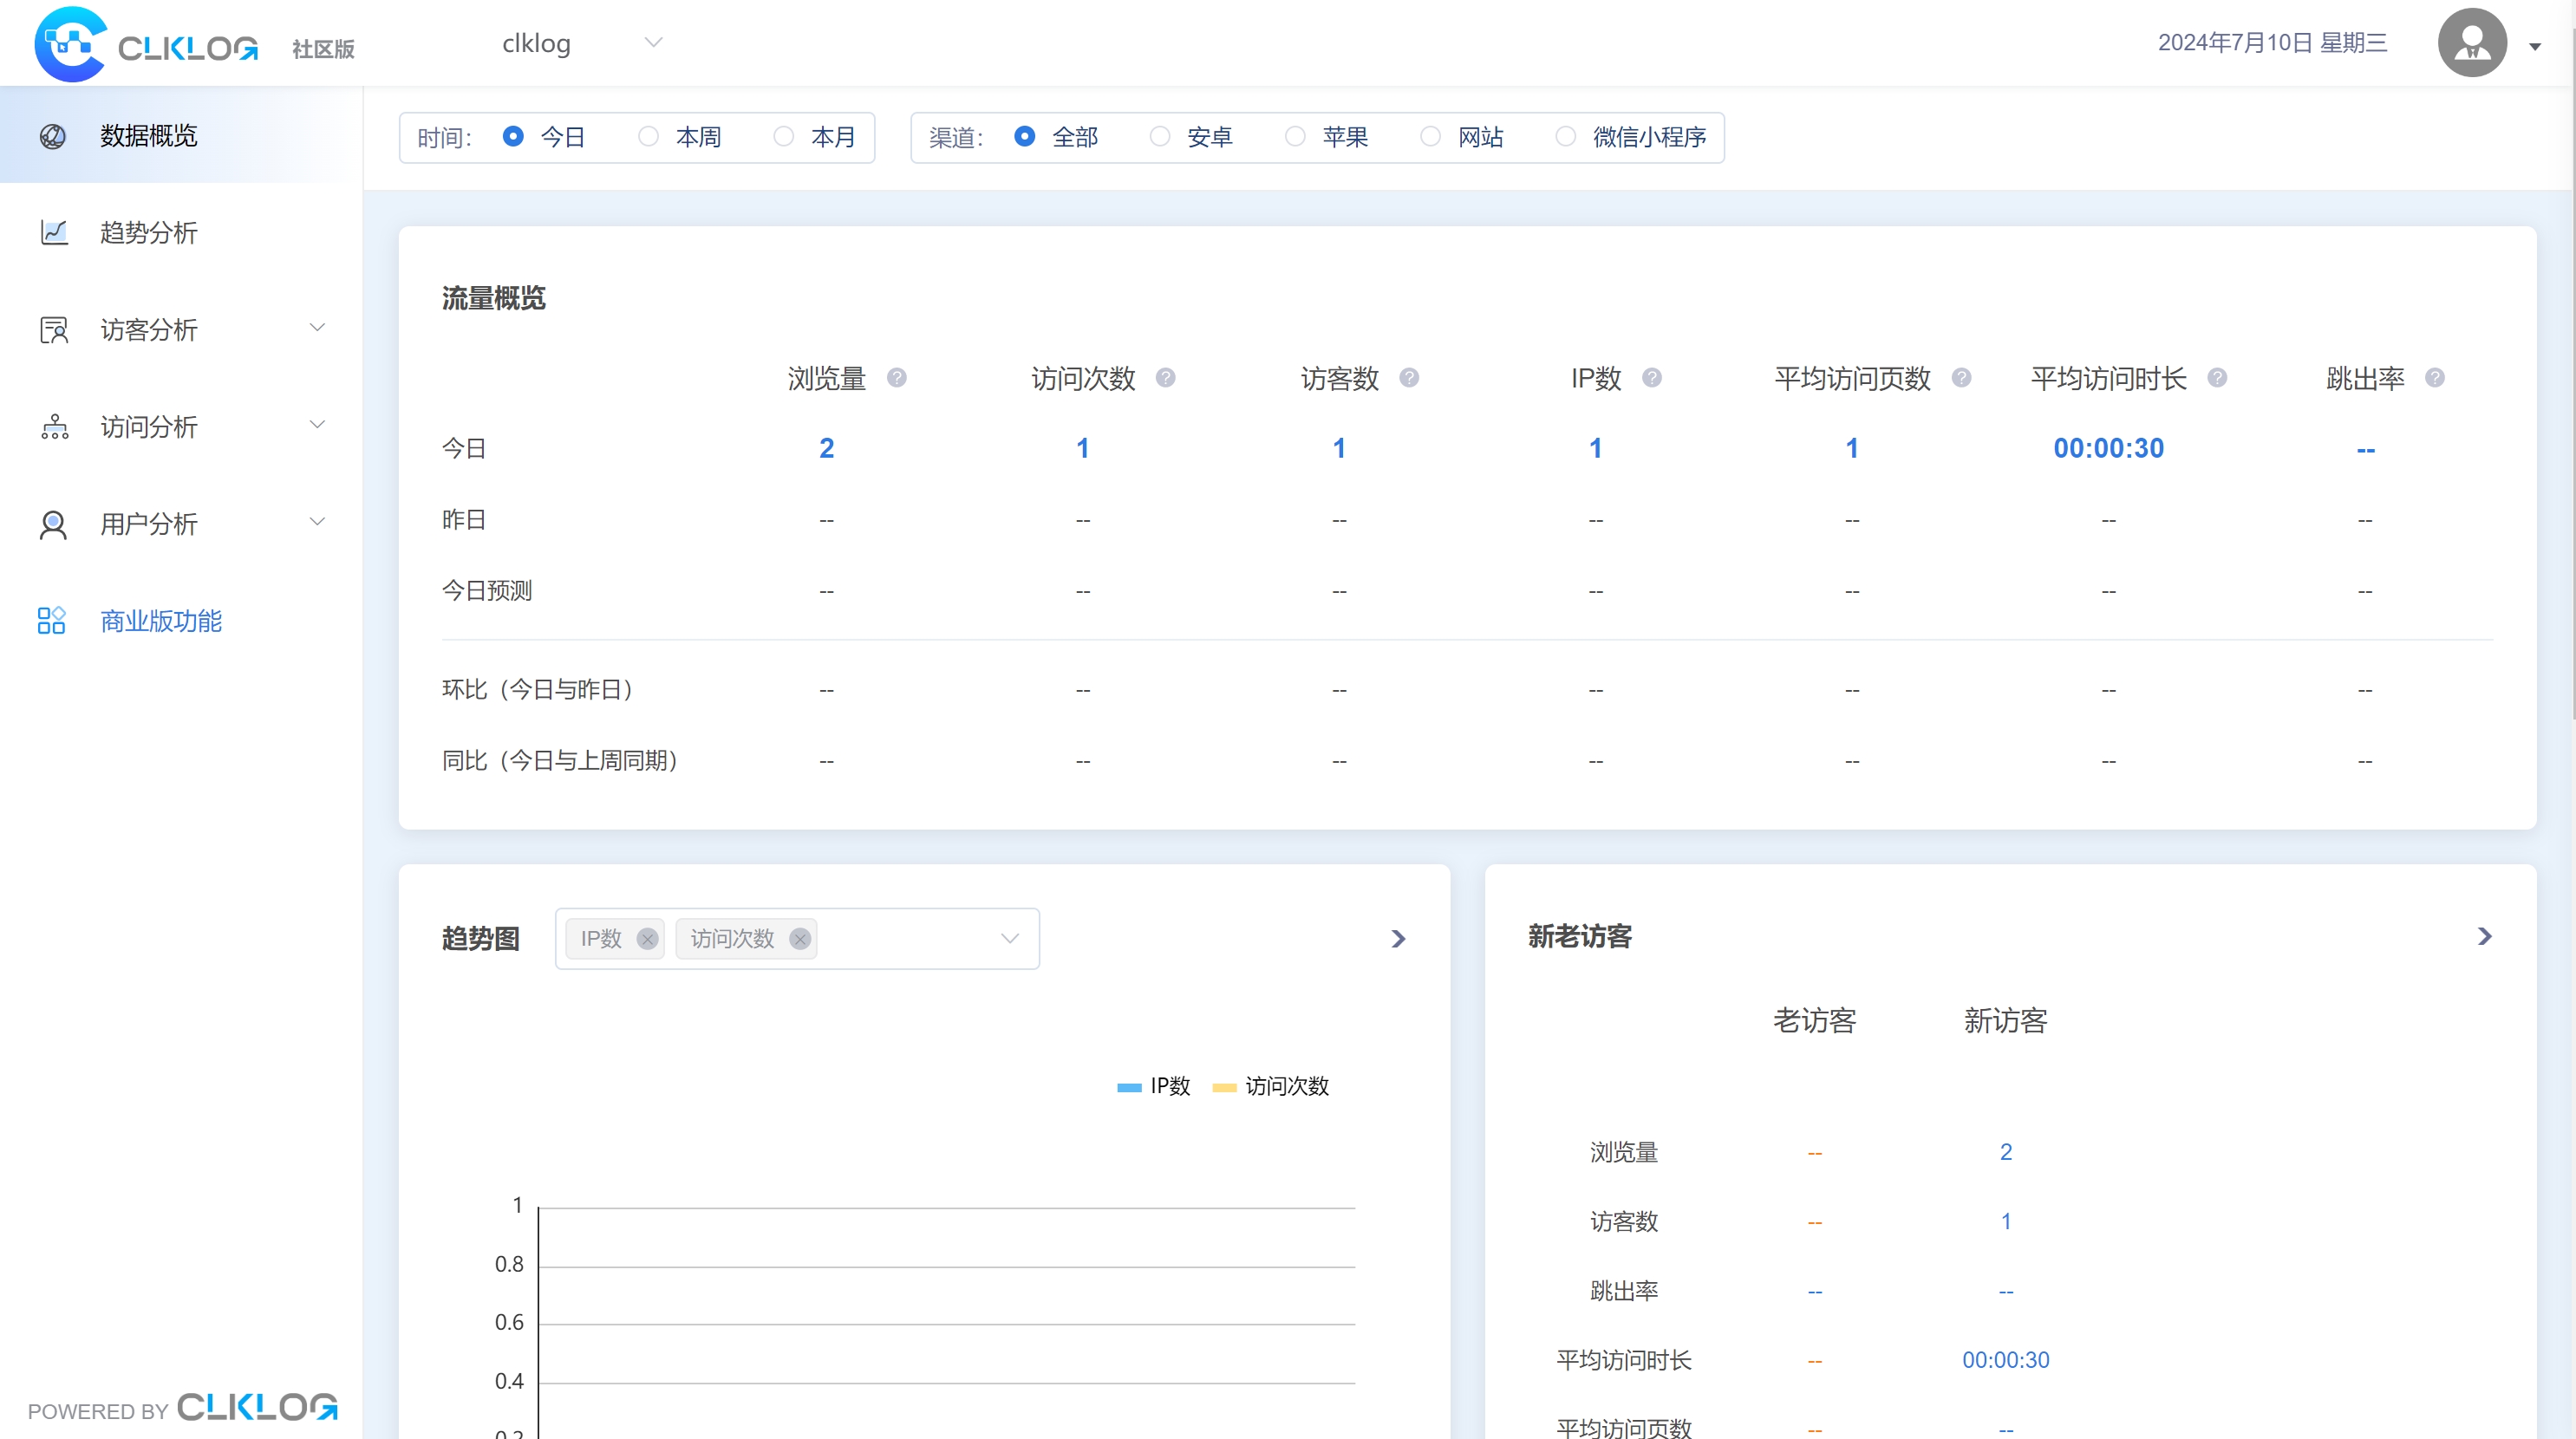 CLKLOG 社区版 clklog 2024年7月10日 星期三
数据概览
趋势分析
访客分析
访问分析
用户分析
商业版功能
POWERED BY CLKLOG
时间: 今日 本周 本月 渠道: 全部 安卓 苹果 网站 微信小程序
流量概览
浏览量 ? 访问次数 ? 访客数 ? IP数 ? 平均访问页数 ? 平均访问时长 ? 跳出率 ?
今日 2 1 1 1 1 00:00:30 --
昨日 -- -- -- -- -- -- --
今日预测 -- -- -- -- -- -- --
环比（今日与昨日） -- -- -- -- -- -- --
同比（今日与上周同期） -- -- -- -- -- -- --
趋势图 IP数 访问次数
IP数 访问次数
1
0.8
0.6
0.4
0.2
新老访客
老访客 新访客
浏览量 -- 2
访客数 -- 1
跳出率 -- --
平均访问时长 -- 00:00:30
平均访问页数 -- --